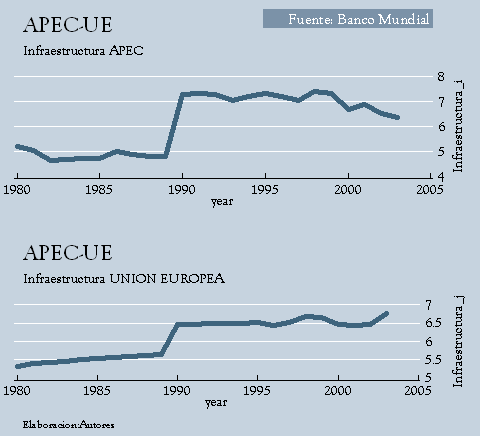 APEC-UE
Fuente: Banco Mundial
Infraestructura APEC
8
7
6
5
4
Infraestructura_i
1980 1985 1990 1995 2000 2005
year
APEC-UE
Infraestructura UNION EUROPEA
7
6.5
6
5.5
5
Infraestructura_j
1980 1985 1990 1995 2000 2005
year
Elaboracion:Autores